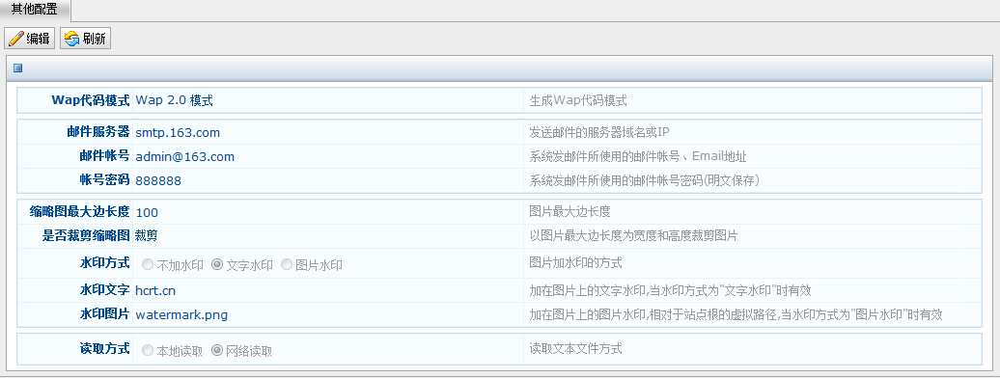 其他配置
编辑 刷新
Wap代码模式 Wap 2.0 模式 生成Wap代码模式
邮件服务器 smtp.163.com 发送邮件的服务器域名或IP
邮件帐号 admin@163.com 系统发邮件所使用的邮件帐号、Email地址
帐号密码 888888 系统发邮件所使用的邮件帐号密码(明文保存)
缩略图最大边长度 100 图片最大边长度
是否裁剪缩略图 裁剪 以图片最大边长度为宽度和高度裁剪图片
水印方式 不加水印 文字水印 图片水印 图片加水印的方式
水印文字 hcrt.cn 加在图片上的文字水印,当水印方式为"文字水印"时有效
水印图片 watermark.png 加在图片上的图片水印,相对于站点根的虚拟路径,当水印方式为"图片水印"时有效
读取方式 本地读取 网络读取 读取文本文件方式